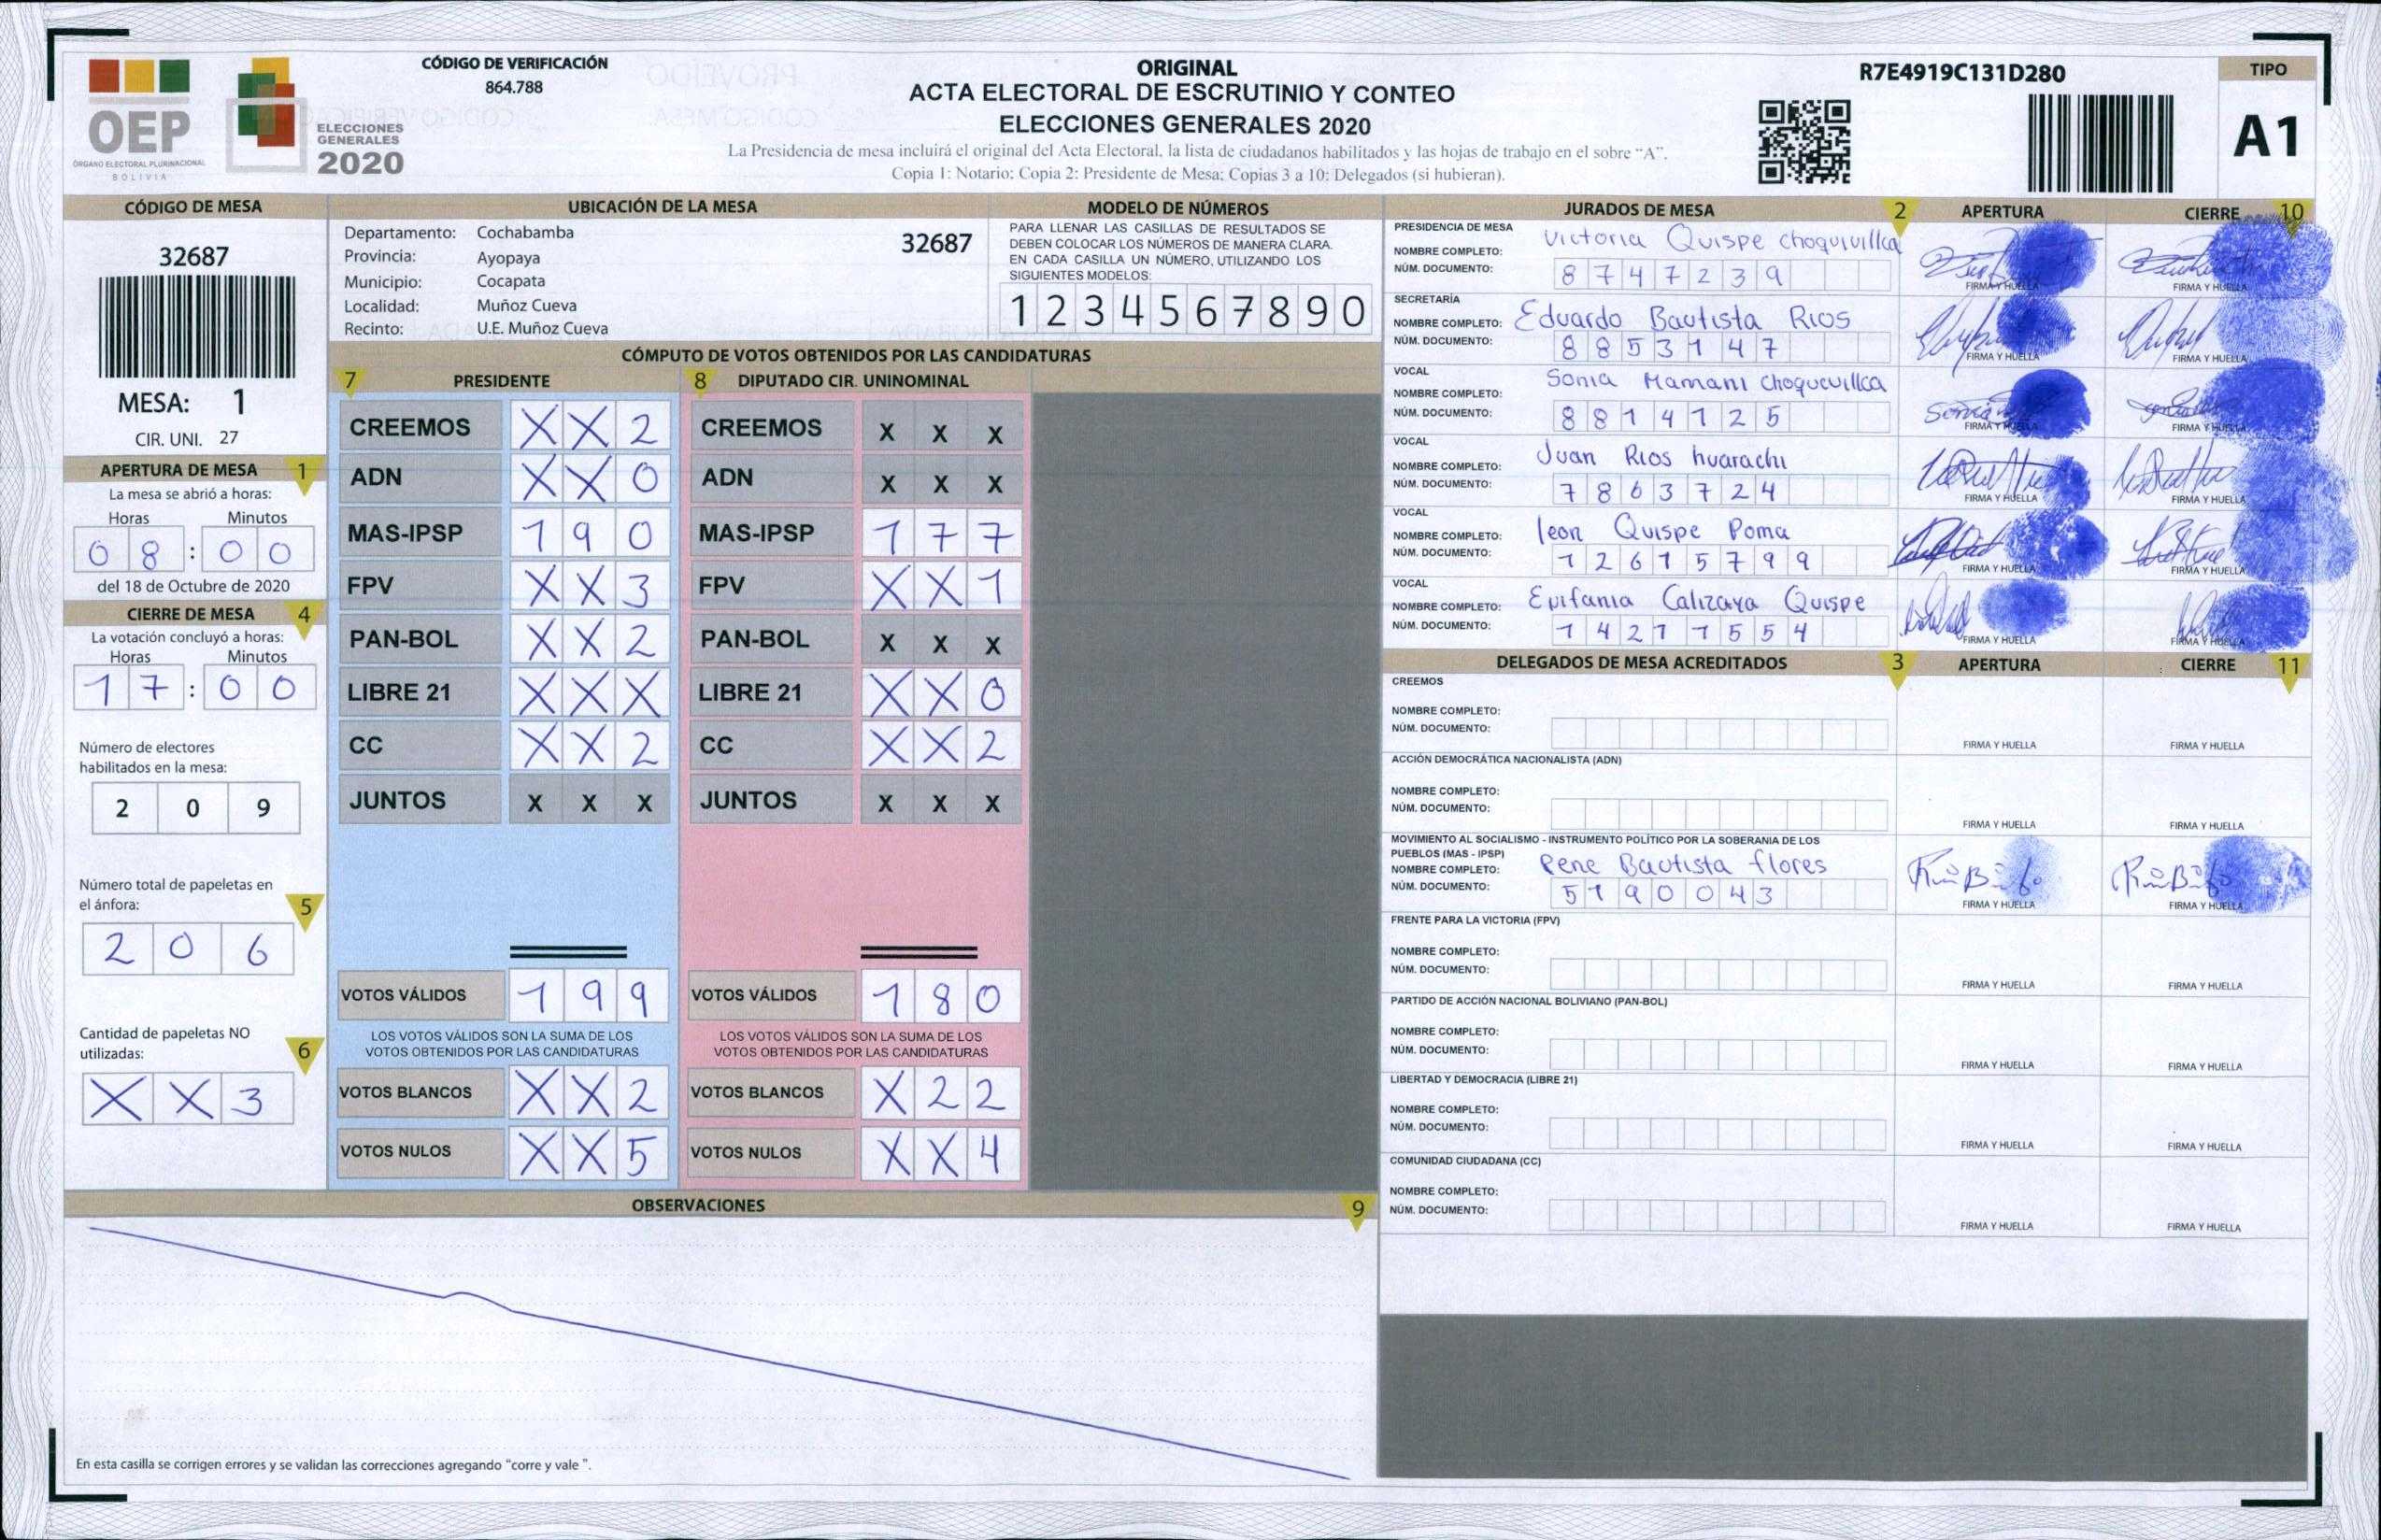 OEP
ÓRGANO ELECTORAL PLURINACIONAL
BOLIVIA
ELECCIONES
GENERALES
2020
CÓDIGO DE VERIFICACIÓN
864.788
ORIGINAL
ACTA ELECTORAL DE ESCRUTINIO Y CONTEO
ELECCIONES GENERALES 2020
La Presidencia de mesa incluirá el original del Acta Electoral, la lista de ciudadanos habilitados y las hojas de trabajo en el sobre "A".
Copia 1: Notario; Copia 2: Presidente de Mesa; Copias 3 a 10: Delegados (si hubieran).
R7E4919C131D280
TIPO
A1
CÓDIGO DE MESA
32687
MESA: 1
CIR. UNI. 27
APERTURA DE MESA 1
La mesa se abrió a horas:
Horas Minutos
0 8 : 0 0
del 18 de Octubre de 2020
CIERRE DE MESA 4
La votación concluyó a horas:
Horas Minutos
1 7 : 0 0
Número de electores
habilitados en la mesa:
2 0 9
Número total de papeletas en
el ánfora: 5
2 0 6
Cantidad de papeletas NO
utilizadas: 6
X X 3
UBICACIÓN DE LA MESA
Departamento: Cochabamba
32687
Provincia: Ayopaya
Municipio: Cocapata
Localidad: Muñoz Cueva
Recinto: U.E. Muñoz Cueva
MODELO DE NÚMEROS
PARA LLENAR LAS CASILLAS DE RESULTADOS SE
DEBEN COLOCAR LOS NÚMEROS DE MANERA CLARA.
EN CADA CASILLA UN NÚMERO, UTILIZANDO LOS
SIGUIENTES MODELOS:
1 2 3 4 5 6 7 8 9 0
CÓMPUTO DE VOTOS OBTENIDOS POR LAS CANDIDATURAS
7 PRESIDENTE 8 DIPUTADO CIR. UNINOMINAL
CREEMOS X X 2 CREEMOS X X X
ADN X X 0 ADN X X X
MAS-IPSP 1 9 0 MAS-IPSP 1 7 7
FPV X X 3 FPV X X 1
PAN-BOL X X 2 PAN-BOL X X X
LIBRE 21 X X X LIBRE 21 X X 0
CC X X 2 CC X X 2
JUNTOS X X X JUNTOS X X X
VOTOS VÁLIDOS 1 9 9 VOTOS VÁLIDOS 1 8 0
LOS VOTOS VÁLIDOS SON LA SUMA DE LOS LOS VOTOS VÁLIDOS SON LA SUMA DE LOS
VOTOS OBTENIDOS POR LAS CANDIDATURAS VOTOS OBTENIDOS POR LAS CANDIDATURAS
VOTOS BLANCOS X X 2 VOTOS BLANCOS X 2 2
VOTOS NULOS X X 5 VOTOS NULOS X X 4
OBSERVACIONES 9
En esta casilla se corrigen errores y se validan las correcciones agregando "corre y vale ".
JURADOS DE MESA 2 APERTURA CIERRE 10
PRESIDENCIA DE MESA
NOMBRE COMPLETO: Victoria Quispe choquivillca
NÚM. DOCUMENTO: 8 7 4 7 2 3 9
FIRMA Y HUELLA FIRMA Y HUELLA
SECRETARÍA
NOMBRE COMPLETO: Eduardo Bautista Rios
NÚM. DOCUMENTO: 8 8 5 3 1 4 7
FIRMA Y HUELLA FIRMA Y HUELLA
VOCAL
NOMBRE COMPLETO: Sonia Mamani choquevillca
NÚM. DOCUMENTO: 8 8 1 4 1 2 5
FIRMA Y HUELLA FIRMA Y HUELLA
VOCAL
NOMBRE COMPLETO: Juan Rios huarachi
NÚM. DOCUMENTO: 7 8 6 3 7 2 4
FIRMA Y HUELLA FIRMA Y HUELLA
VOCAL
NOMBRE COMPLETO: leon Quispe Poma
NÚM. DOCUMENTO: 1 2 6 1 5 7 9 9
FIRMA Y HUELLA FIRMA Y HUELLA
VOCAL
NOMBRE COMPLETO: Evifania Calizaya Quispe
NÚM. DOCUMENTO: 1 4 2 1 1 5 5 4
FIRMA Y HUELLA FIRMA Y HUELLA
DELEGADOS DE MESA ACREDITADOS 3 APERTURA CIERRE 11
CREEMOS
NOMBRE COMPLETO:
NÚM. DOCUMENTO:
FIRMA Y HUELLA FIRMA Y HUELLA
ACCIÓN DEMOCRÁTICA NACIONALISTA (ADN)
NOMBRE COMPLETO:
NÚM. DOCUMENTO:
FIRMA Y HUELLA FIRMA Y HUELLA
MOVIMIENTO AL SOCIALISMO - INSTRUMENTO POLÍTICO POR LA SOBERANIA DE LOS
PUEBLOS (MAS - IPSP)
NOMBRE COMPLETO: Rene Bautista flores
NÚM. DOCUMENTO: 5 1 9 0 0 4 3
FIRMA Y HUELLA FIRMA Y HUELLA
FRENTE PARA LA VICTORIA (FPV)
NOMBRE COMPLETO:
NÚM. DOCUMENTO:
FIRMA Y HUELLA FIRMA Y HUELLA
PARTIDO DE ACCIÓN NACIONAL BOLIVIANO (PAN-BOL)
NOMBRE COMPLETO:
NÚM. DOCUMENTO:
FIRMA Y HUELLA FIRMA Y HUELLA
LIBERTAD Y DEMOCRACIA (LIBRE 21)
NOMBRE COMPLETO:
NÚM. DOCUMENTO:
FIRMA Y HUELLA FIRMA Y HUELLA
COMUNIDAD CIUDADANA (CC)
NOMBRE COMPLETO:
NÚM. DOCUMENTO:
FIRMA Y HUELLA FIRMA Y HUELLA